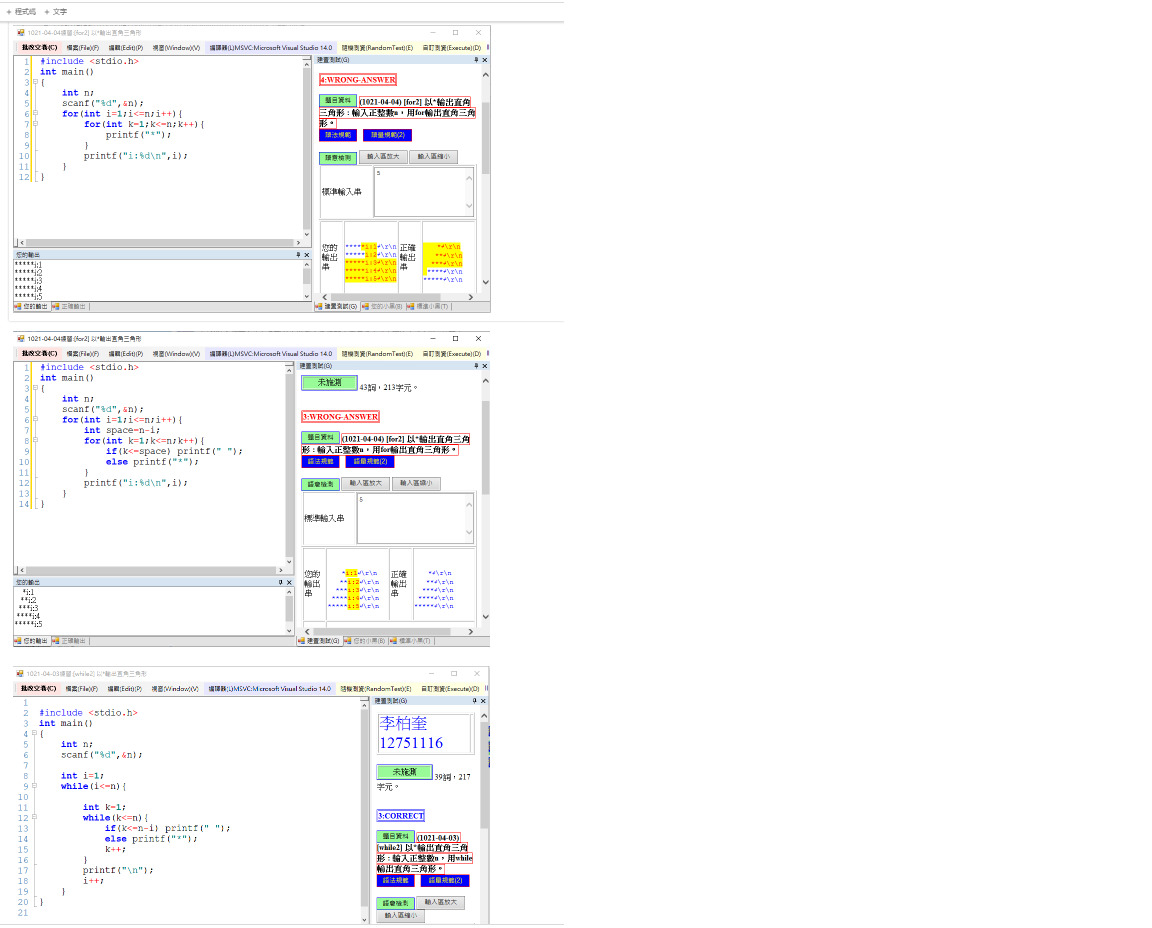 + 程式碼 + 文字
1021-04-04練習:[for2] 以*輸出直角三角形
批改交卷(C) 檔案(File)(F) 編輯(Edit)(P) 視窗(Window)(V) 編譯器(L)MSVC:Microsoft Visual Studio 14.0 隨機測資(RandomTest)(E) 自訂測資(Execute)(D)
1 #include <stdio.h>
2 int main()
3 {
4 int n;
5 scanf("%d",&n);
6 for(int i=1;i<=n;i++){
7 for(int k=1;k<=n;k++){
8 printf("*");
9 }
10 printf("i:%d\n",i);
11 }
12 }
您的輸出
*****i:1
*****i:2
*****i:3
*****i:4
*****i:5
您的輸出 正確輸出
建置測試(G)
4:WRONG-ANSWER
題目資料 (1021-04-04) [for2] 以*輸出直角
三角形：輸入正整數n，用for輸出直角三角
形。
語法規範 語彙規範(2)
語意檢測 輸入區放大 輸入區縮小
標準輸入串
5
您的輸出串
*****i:1↲\r\n
*****i:2↲\r\n
*****i:3↲\r\n
*****i:4↲\r\n
*****i:5↲\r\n
正確輸出串
*↲\r\n
**↲\r\n
***↲\r\n
****↲\r\n
*****↲\r\n
建置測試(G) 您的小黑(B) 標準小黑(T)
1021-04-04練習:[for2] 以*輸出直角三角形
批改交卷(C) 檔案(File)(F) 編輯(Edit)(P) 視窗(Window)(V) 編譯器(L)MSVC:Microsoft Visual Studio 14.0 隨機測資(RandomTest)(E) 自訂測資(Execute)(D)
1 #include <stdio.h>
2 int main()
3 {
4 int n;
5 scanf("%d",&n);
6 for(int i=1;i<=n;i++){
7 int space=n-i;
8 for(int k=1;k<=n;k++){
9 if(k<=space) printf(" ");
10 else printf("*");
11 }
12 printf("i:%d\n",i);
13 }
14 }
您的輸出
*i:1
**i:2
***i:3
****i:4
*****i:5
您的輸出 正確輸出
建置測試(G)
未施測 43詞，213字元。
3:WRONG-ANSWER
題目資料 (1021-04-04) [for2] 以*輸出直角三角
形：輸入正整數n，用for輸出直角三角形。
語法規範 語彙規範(2)
語意檢測 輸入區放大 輸入區縮小
標準輸入串
5
您的輸出串
*i:1↲\r\n
**i:2↲\r\n
***i:3↲\r\n
****i:4↲\r\n
*****i:5↲\r\n
正確輸出串
*↲\r\n
**↲\r\n
***↲\r\n
****↲\r\n
*****↲\r\n
建置測試(G) 您的小黑(B) 標準小黑(T)
1021-04-03練習:[while2] 以*輸出直角三角形
批改交卷(C) 檔案(File)(F) 編輯(Edit)(P) 視窗(Window)(V) 編譯器(L)MSVC:Microsoft Visual Studio 14.0 隨機測資(RandomTest)(E) 自訂測資(Execute)(D)
1
2 #include <stdio.h>
3 int main()
4 {
5 int n;
6 scanf("%d",&n);
7
8 int i=1;
9 while(i<=n){
10
11 int k=1;
12 while(k<=n){
13 if(k<=n-i) printf(" ");
14 else printf("*");
15 k++;
16 }
17 printf("\n");
18 i++;
19 }
20 }
21
建置測試(G)
李柏奎
12751116
未施測 39詞，217
字元。
3:CORRECT
題目資料 (1021-04-03)
[while2] 以*輸出直角三角
形：輸入正整數n，用while
輸出直角三角形。
語法規範 語彙規範(2)
語意檢測 輸入區放大
輸入區縮小